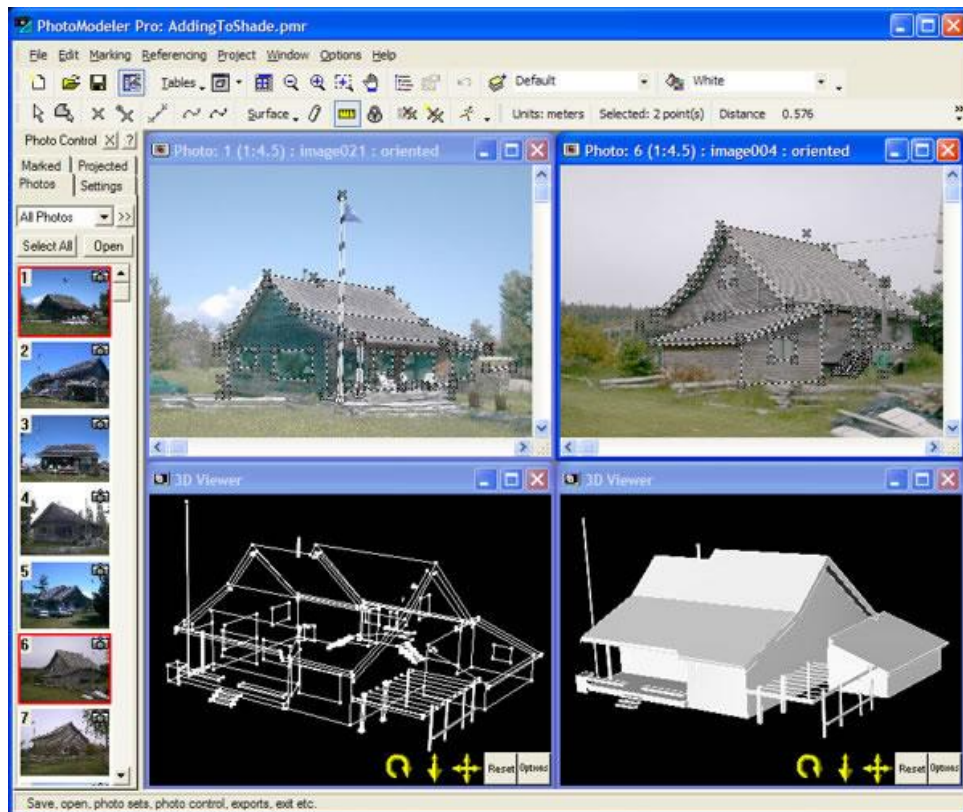 PhotoModeler Pro: AddingToShade.pmr
File Edit Marking Referencing Project Window Options Help
Tables Default White
Surface Units: meters Selected: 2 point(s) Distance 0.576
Photo Control
Marked Projected
Photos Settings
All Photos >>
Select All Open
1
2
3
4
5
6
7
Photo: 1 (1:4.5) : image021 : oriented
Photo: 6 (1:4.5) : image004 : oriented
3D Viewer
Reset Options
3D Viewer
Reset Options
Save, open, photo sets, photo control, exports, exit etc.